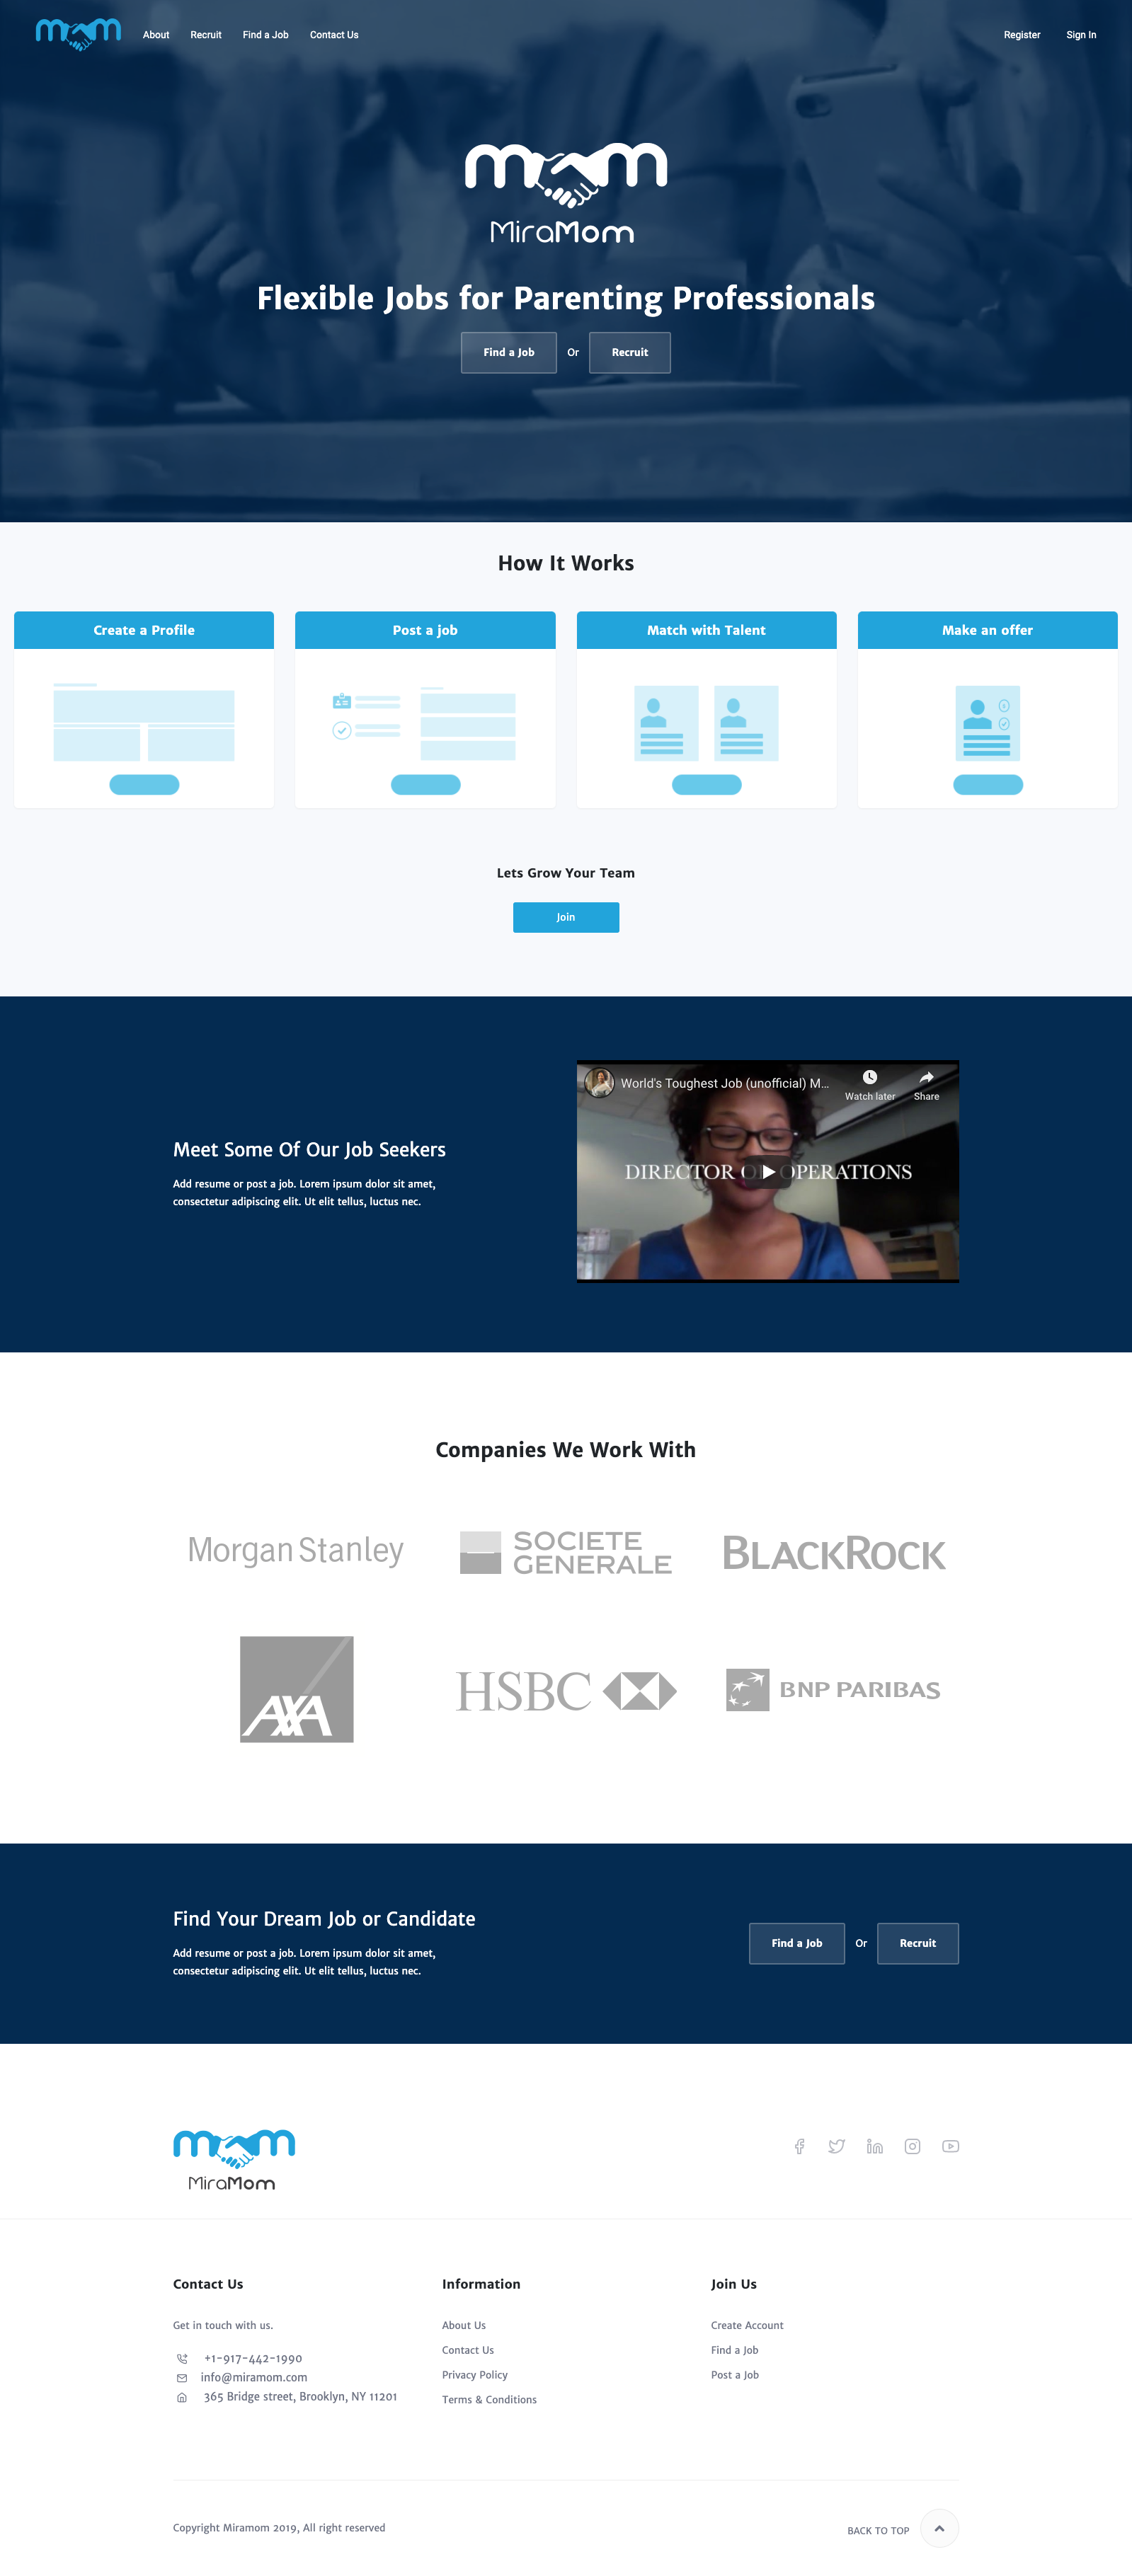 mom About Recruit Find a Job Contact Us Register Sign In
mom
MiraMom
Flexible Jobs for Parenting Professionals
Find a Job Or Recruit
How It Works
Create a Profile Post a job Match with Talent Make an offer
Lets Grow Your Team
Join
World's Toughest Job (unofficial) M...
Watch later Share
DIRECTOR OF OPERATIONS
Meet Some Of Our Job Seekers
Add resume or post a job. Lorem ipsum dolor sit amet,
consectetur adipiscing elit. Ut elit tellus, luctus nec.
Companies We Work With
Morgan Stanley SOCIETE GENERALE BLACKROCK
AXA HSBC BNP PARIBAS
Find Your Dream Job or Candidate
Add resume or post a job. Lorem ipsum dolor sit amet,
consectetur adipiscing elit. Ut elit tellus, luctus nec.
Find a Job Or Recruit
mom
MiraMom
Contact Us
Get in touch with us.
+1-917-442-1990
info@miramom.com
365 Bridge street, Brooklyn, NY 11201
Information
About Us
Contact Us
Privacy Policy
Terms & Conditions
Join Us
Create Account
Find a Job
Post a Job
Copyright Miramom 2019, All right reserved
BACK TO TOP